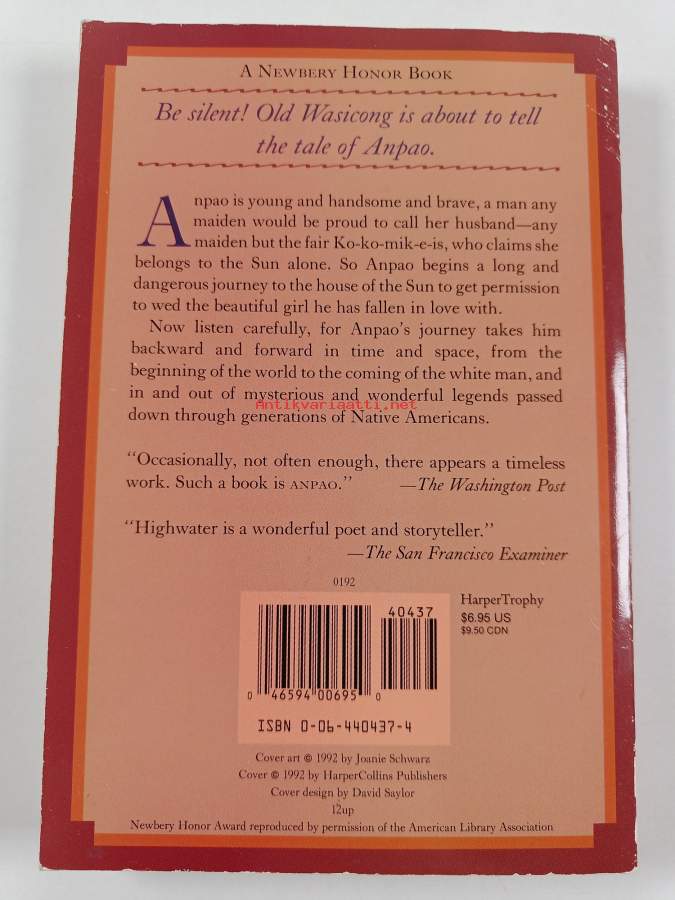 A NEWBERY HONOR BOOK
Be silent! Old Wasicong is about to tell
the tale of Anpao.
Anpao is young and handsome and brave, a man any
maiden would be proud to call her husband—any
maiden but the fair Ko-ko-mik-e-is, who claims she
belongs to the Sun alone. So Anpao begins a long and
dangerous journey to the house of the Sun to get permission
to wed the beautiful girl he has fallen in love with.
Now listen carefully, for Anpao's journey takes him
backward and forward in time and space, from the
beginning of the world to the coming of the white man, and
in and out of mysterious and wonderful legends passed
Antikvariaatti.net
down through generations of Native Americans.
"Occasionally, not often enough, there appears a timeless
work. Such a book is ANPAO." —The Washington Post
"Highwater is a wonderful poet and storyteller."
—The San Francisco Examiner
0192
HarperTrophy
$6.95 US
$9.50 CDN
40437
0 46594 00695 0
ISBN 0-06-440437-4
Cover art © 1992 by Joanie Schwarz
Cover © 1992 by HarperCollins Publishers
Cover design by David Saylor
12up
Newbery Honor Award reproduced by permission of the American Library Association